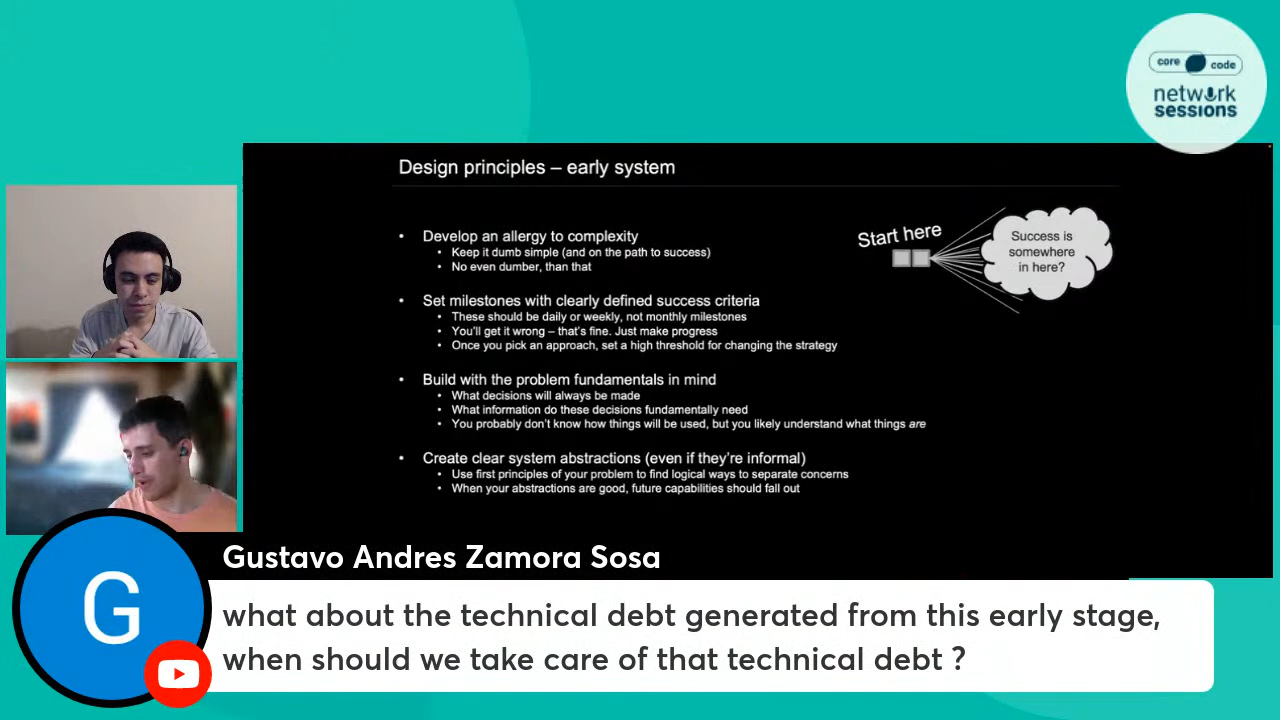 core code
network
sessions
Design principles – early system
• Develop an allergy to complexity
• Keep it dumb simple (and on the path to success)
• No even dumber, than that
• Set milestones with clearly defined success criteria
• These should be daily or weekly, not monthly milestones
• You'll get it wrong – that's fine. Just make progress
• Once you pick an approach, set a high threshold for changing the strategy
• Build with the problem fundamentals in mind
• What decisions will always be made
• What information do these decisions fundamentally need
• You probably don't know how things will be used, but you likely understand what things are
• Create clear system abstractions (even if they're informal)
• Use first principles of your problem to find logical ways to separate concerns
• When your abstractions are good, future capabilities should fall out
Start here
Success is
somewhere
in here?
G
Gustavo Andres Zamora Sosa
what about the technical debt generated from this early stage,
when should we take care of that technical debt ?